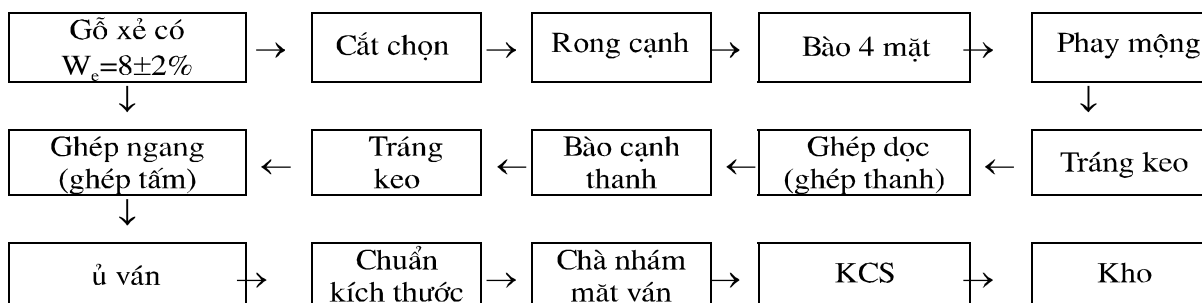 Gỗ xẻ có
Wₑ=8±2%
→
Cắt chọn
→
Rong cạnh
→
Bào 4 mặt
→
Phay mộng
↓
↓
Ghép ngang
(ghép tấm)
←
Tráng
keo
←
Bào cạnh
thanh
←
Ghép dọc
(ghép thanh)
←
Tráng keo
↓
ủ ván
→
Chuẩn
kích thước
→
Chà nhám
mặt ván
→
KCS
→
Kho